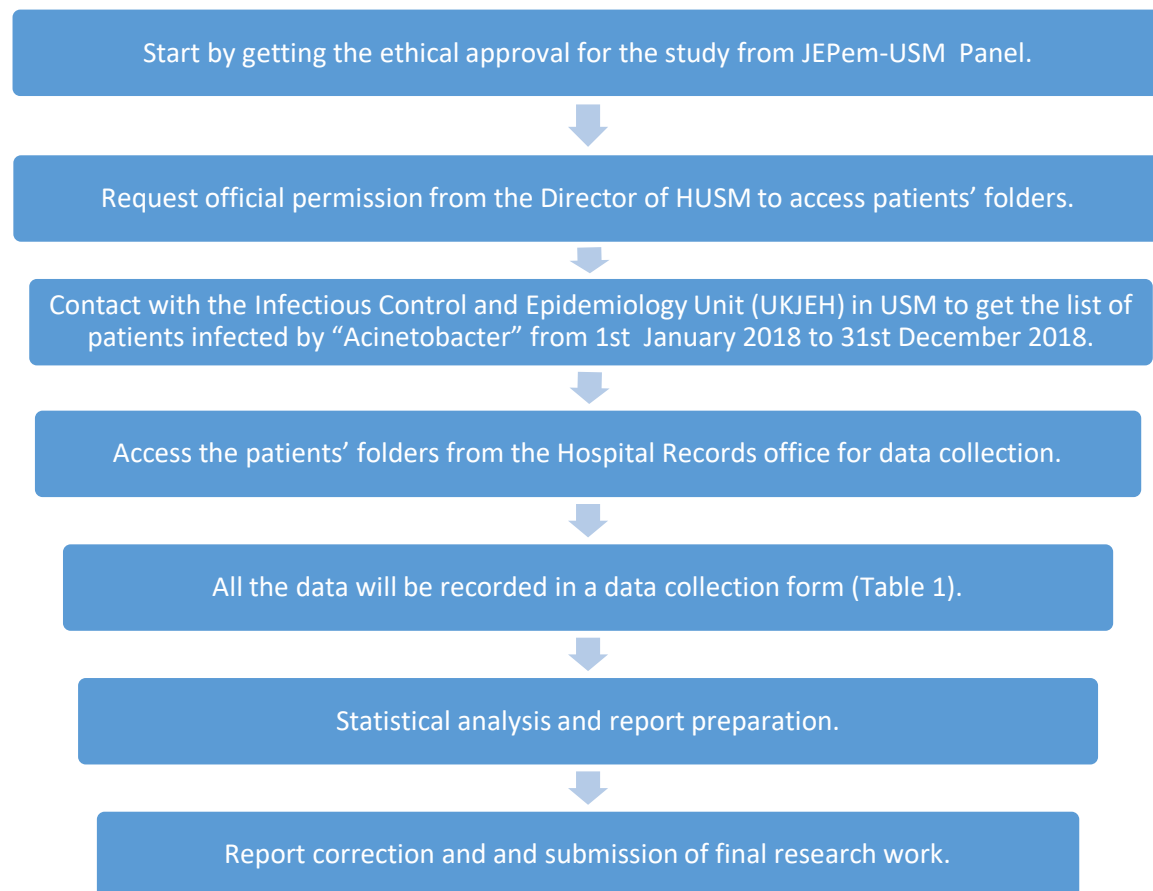 Start by getting the ethical approval for the study from JEPem-USM Panel.
Request official permission from the Director of HUSM to access patients’ folders.
Contact with the Infectious Control and Epidemiology Unit (UKJEH) in USM to get the list of
patients infected by “Acinetobacter” from 1st January 2018 to 31st December 2018.
Access the patients’ folders from the Hospital Records office for data collection.
All the data will be recorded in a data collection form (Table 1).
Statistical analysis and report preparation.
Report correction and and submission of final research work.